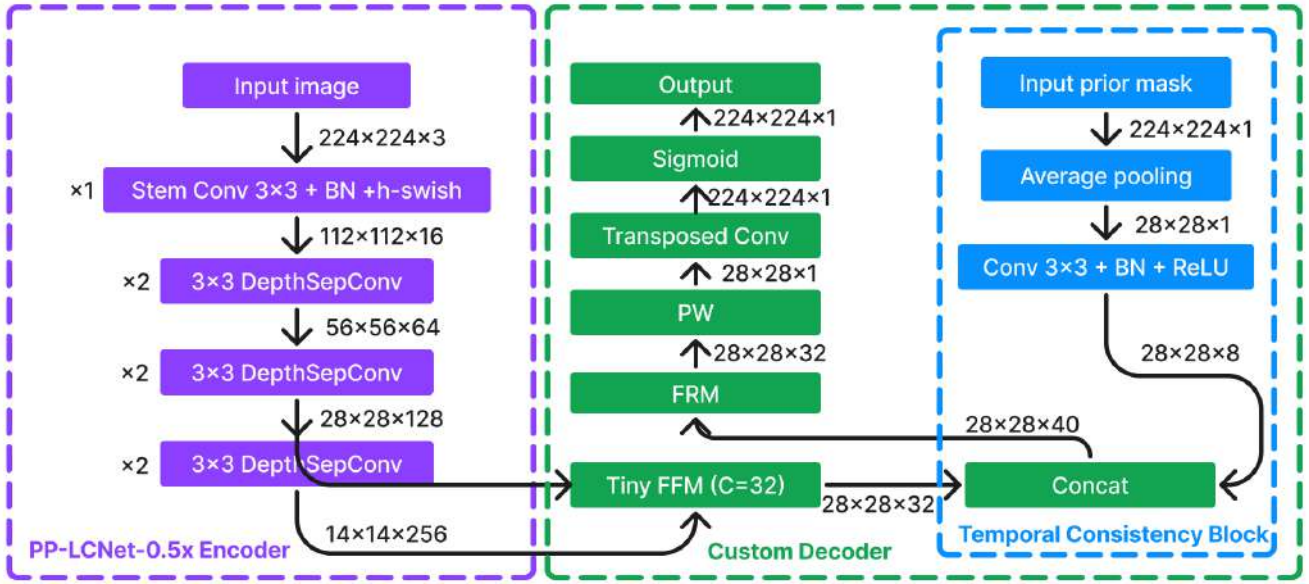 Input image
224×224×3
×1
Stem Conv 3×3 + BN +h-swish
112×112×16
×2
3×3 DepthSepConv
56×56×64
×2
3×3 DepthSepConv
28×28×128
×2
3×3 DepthSepConv
14×14×256
PP-LCNet-0.5x Encoder
Output
224×224×1
Sigmoid
224×224×1
Transposed Conv
28×28×1
PW
28×28×32
FRM
Tiny FFM (C=32)
28×28×32
Custom Decoder
Input prior mask
224×224×1
Average pooling
28×28×1
Conv 3×3 + BN + ReLU
28×28×8
28×28×40
Concat
Temporal Consistency Block